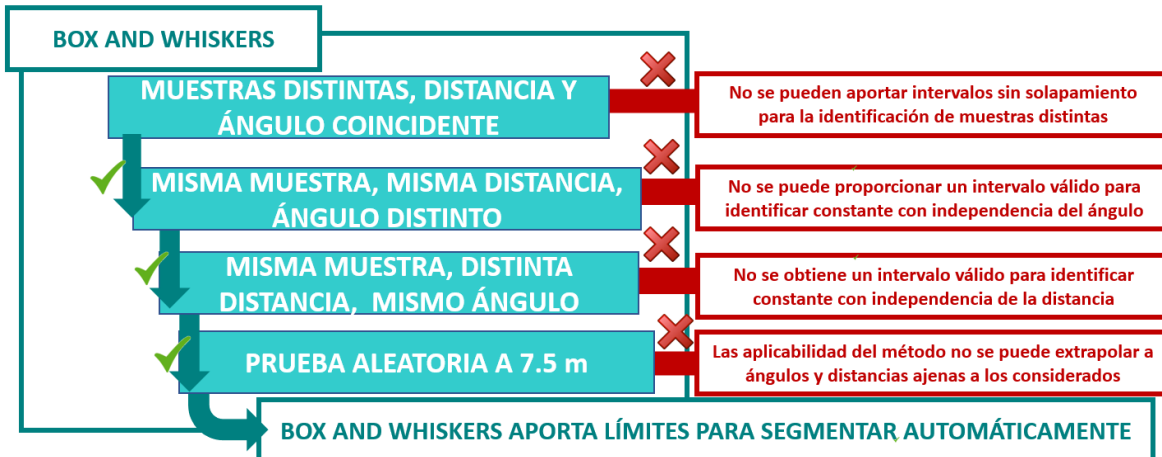 BOX AND WHISKERS
MUESTRAS DISTINTAS, DISTANCIA Y
ÁNGULO COINCIDENTE
No se pueden aportar intervalos sin solapamiento
para la identificación de muestras distintas
MISMA MUESTRA, MISMA DISTANCIA,
ÁNGULO DISTINTO
No se puede proporcionar un intervalo válido para
identificar constante con independencia del ángulo
MISMA MUESTRA, DISTINTA
DISTANCIA, MISMO ÁNGULO
No se obtiene un intervalo válido para identificar
constante con independencia de la distancia
PRUEBA ALEATORIA A 7.5 m
Las aplicabilidad del método no se puede extrapolar a
ángulos y distancias ajenas a los considerados
BOX AND WHISKERS APORTA LÍMITES PARA SEGMENTAR AUTOMÁTICAMENTE